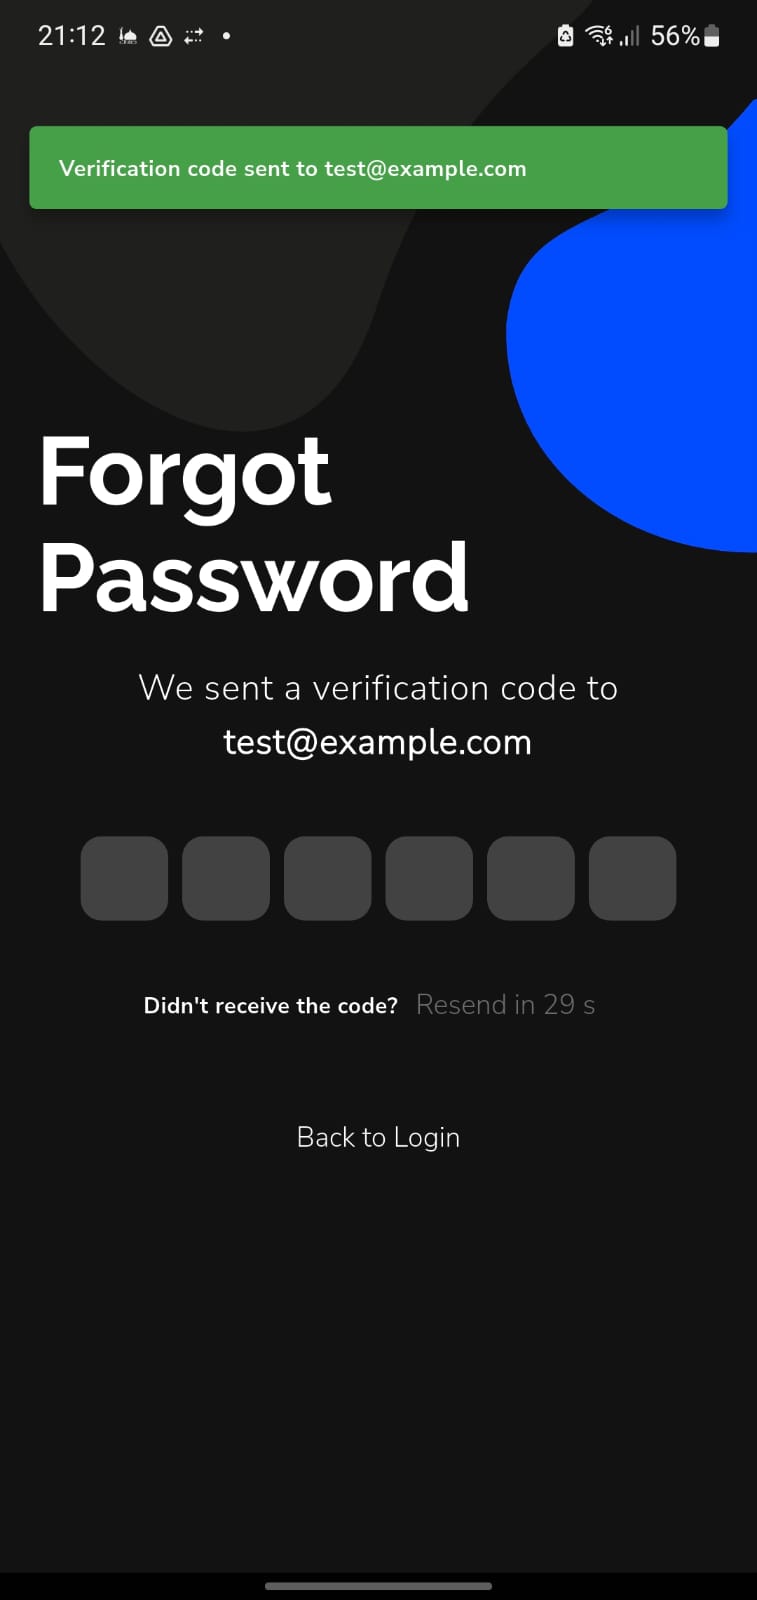 21:12
56%
Verification code sent to test@example.com
Forgot
Password
We sent a verification code to
test@example.com
Didn't receive the code? Resend in 29 s
Back to Login